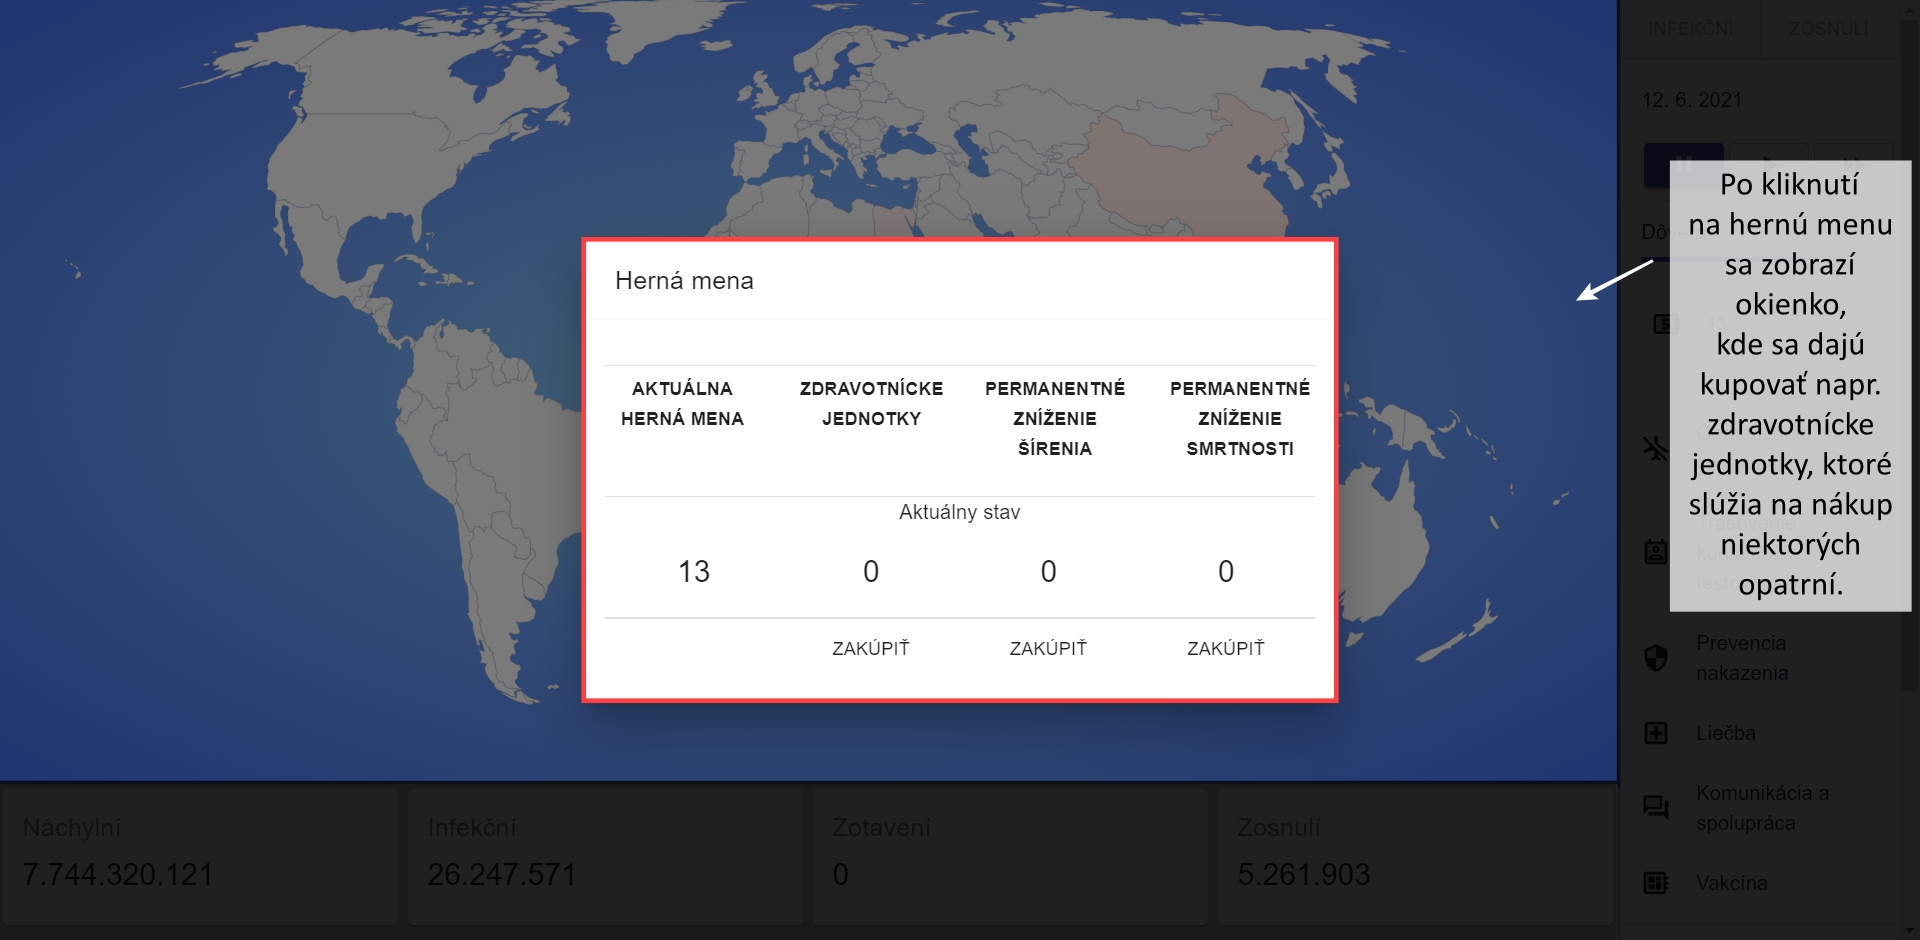 INFEKČNÍ ZOSNULÍ
12. 6. 2021
Po kliknutí
na hernú menu
sa zobrazí
okienko,
kde sa dajú
kupovať napr.
zdravotnícke
jednotky, ktoré
slúžia na nákup
niektorých
opatrní.
Herná mena
AKTUÁLNA
HERNÁ MENA
ZDRAVOTNÍCKE
JEDNOTKY
PERMANENTNÉ
ZNÍŽENIE
ŠÍRENIA
PERMANENTNÉ
ZNÍŽENIE
SMRTNOSTI
Aktuálny stav
13 0 0 0
ZAKÚPIŤ ZAKÚPIŤ ZAKÚPIŤ
Prevencia
nakazenia
Liečba
Komunikácia a
spolupráca
Vakcína
Náchylní
7.744.320.121
Infekční
26.247.571
Zotavení
0
Zosnulí
5.261.903